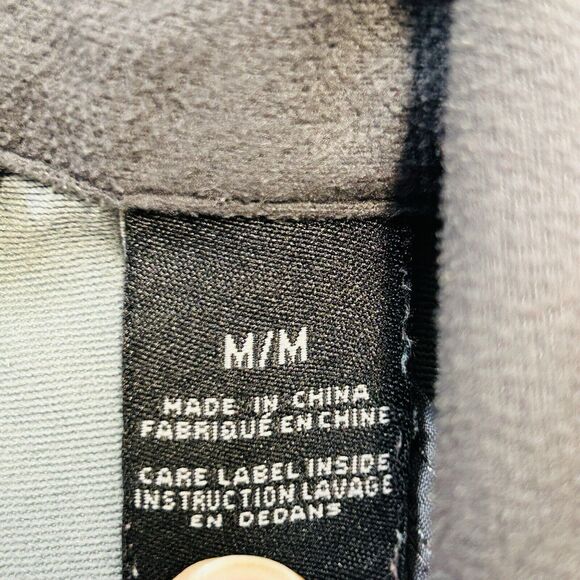 M/M
MADE IN CHINA
FABRIQUÉ EN CHINE
CARE LABEL INSIDE
INSTRUCTION LAVAGE
EN DEDANS